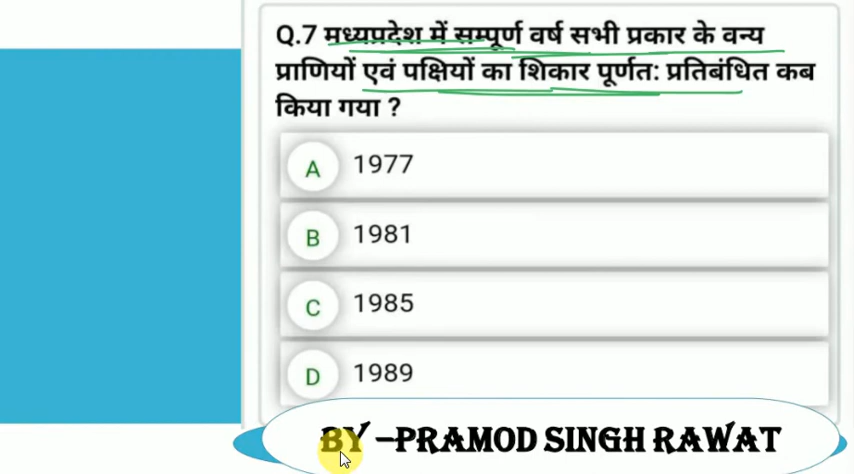 Q.7 मध्यप्रदेश में सम्पूर्ण वर्ष सभी प्रकार के वन्य
प्राणियों एवं पक्षियों का शिकार पूर्णत: प्रतिबंधित कब
किया गया ?
A 1977
B 1981
C 1985
D 1989
BY –PRAMOD SINGH RAWAT